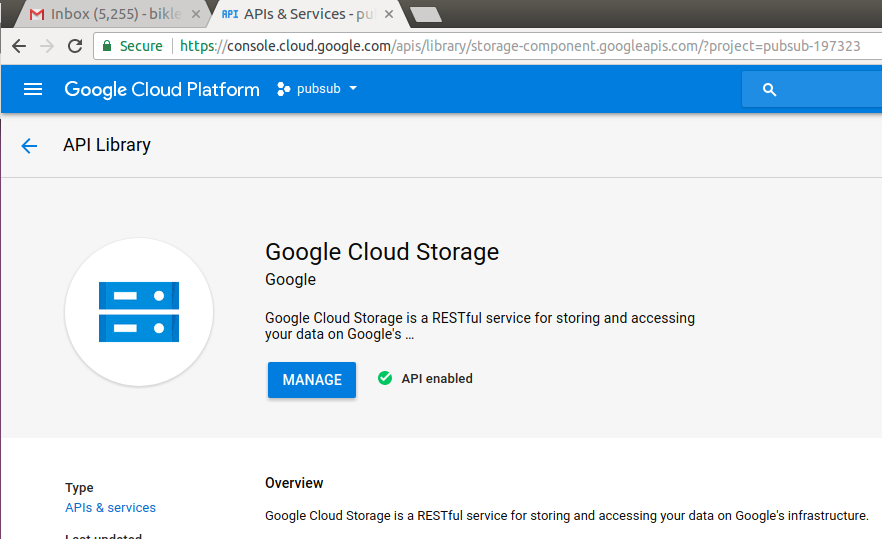 Inbox (5,255) - bikle
API APIs & Services - pu
Secure https://console.cloud.google.com/apis/library/storage-component.googleapis.com/?project=pubsub-197323
Google Cloud Platform pubsub
API Library
Google Cloud Storage
Google
Google Cloud Storage is a RESTful service for storing and accessing
your data on Google's ...
MANAGE API enabled
Type
APIs & services
Last updated
Overview
Google Cloud Storage is a RESTful service for storing and accessing your data on Google's infrastructure.